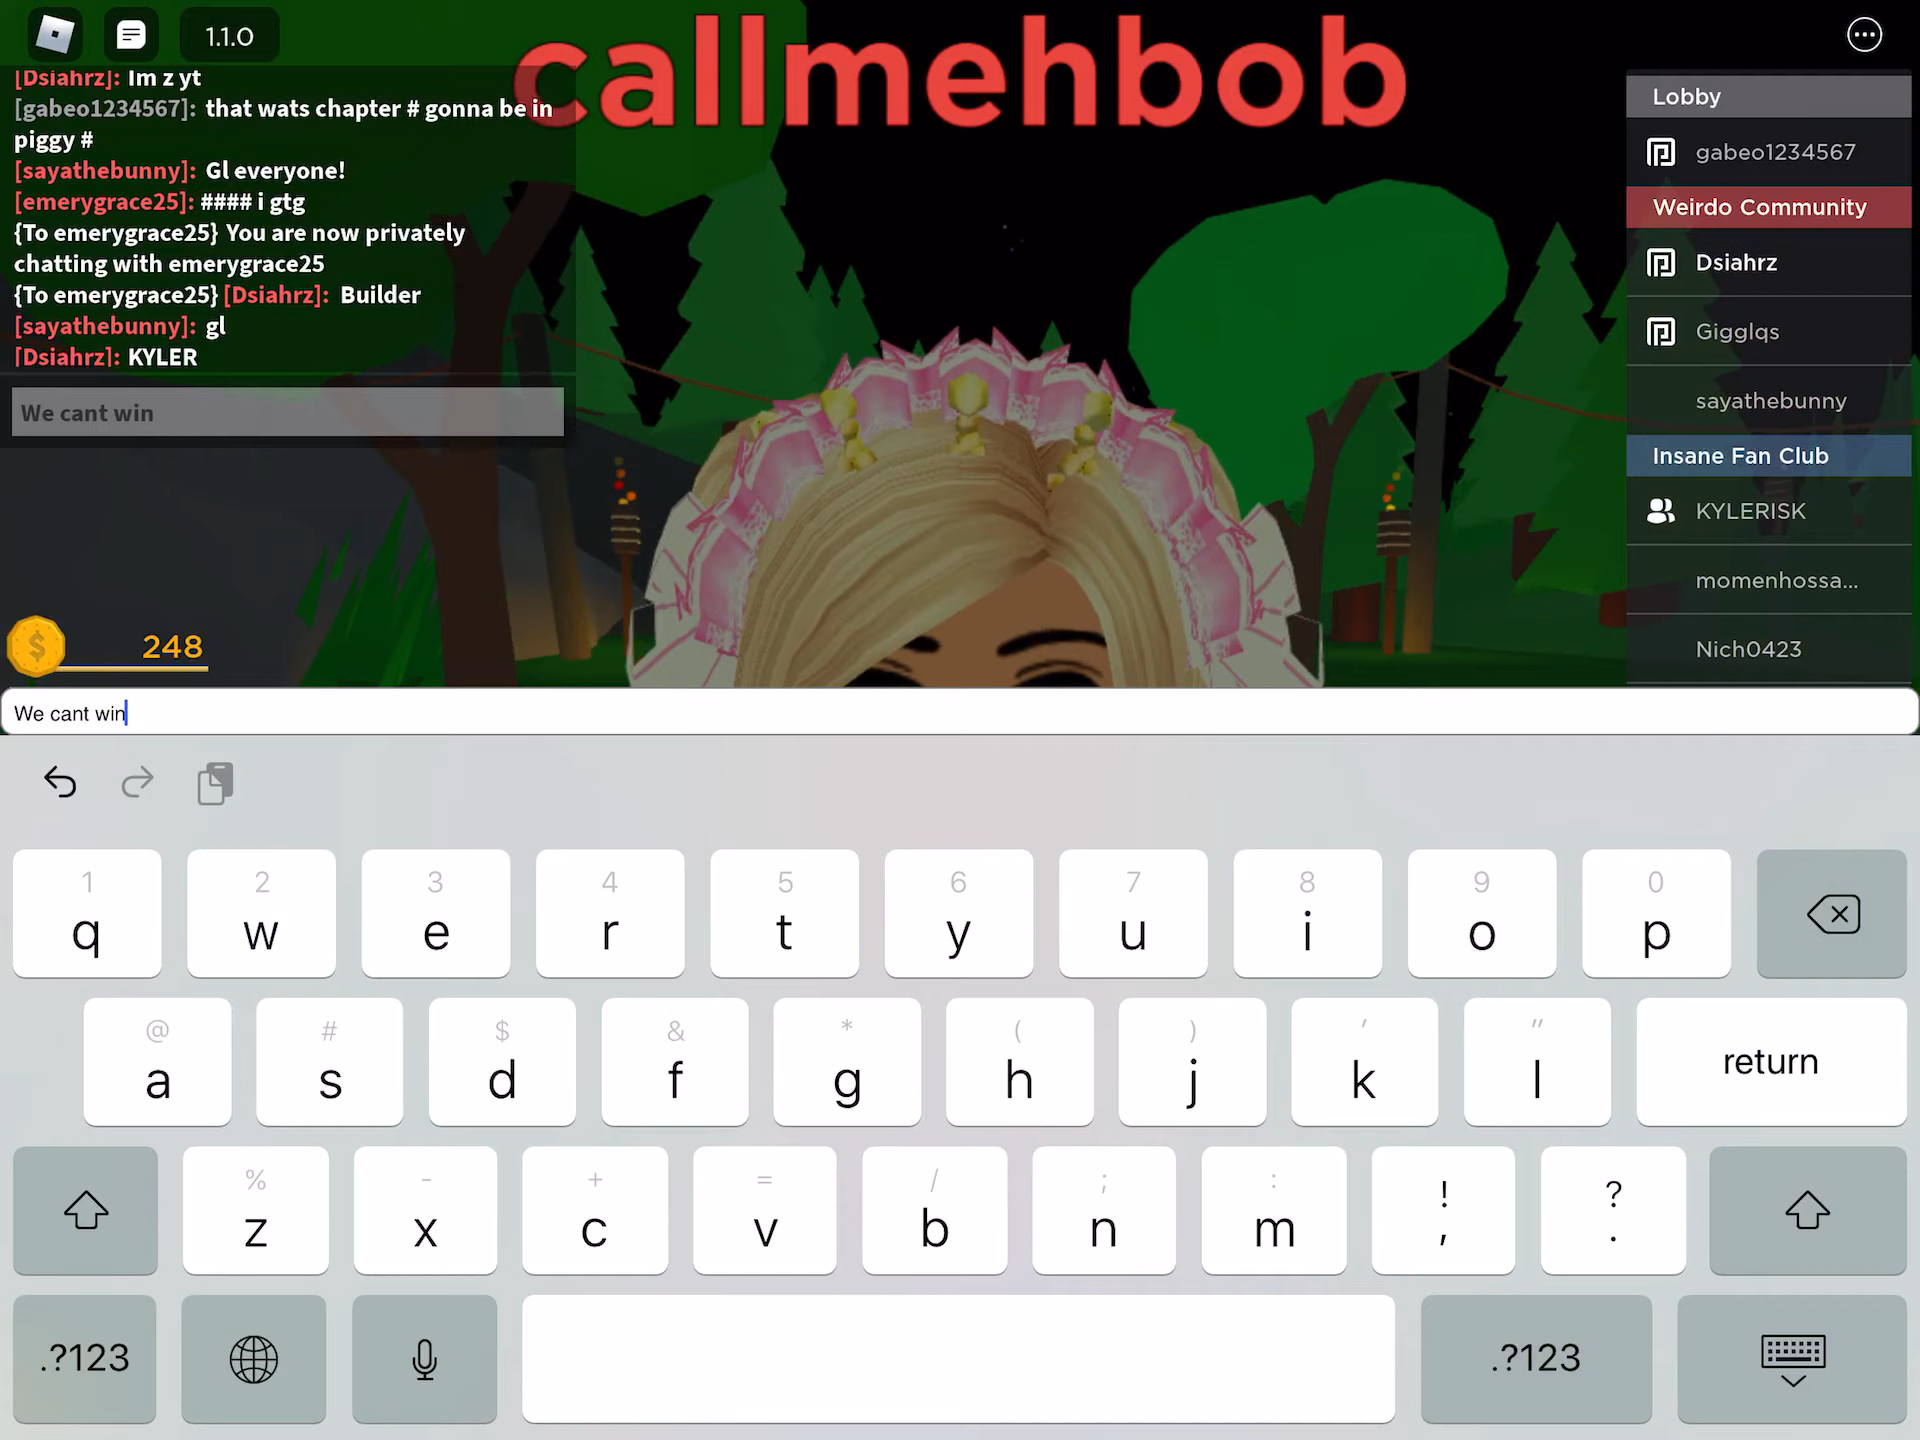 1.1.0
callmehbob
[Dsiahrz]: Im z yt
[gabeo1234567]: that wats chapter # gonna be in
piggy #
[sayathebunny]: Gl everyone!
[emerygrace25]: #### i gtg
{To emerygrace25} You are now privately
chatting with emerygrace25
{To emerygrace25} [Dsiahrz]: Builder
[sayathebunny]: gl
[Dsiahrz]: KYLER
We cant win
Lobby
gabeo1234567
Weirdo Community
Dsiahrz
Gigglqs
sayathebunny
Insane Fan Club
KYLERISK
momenhossa...
Nich0423
$ 248
We cant win
1 2 3 4 5 6 7 8 9 0
q w e r t y u i o p
@ # $ & * ( ) ' "
a s d f g h j k l return
% - + = / ; : ! ?
z x c v b n m , .
.?123 .?123